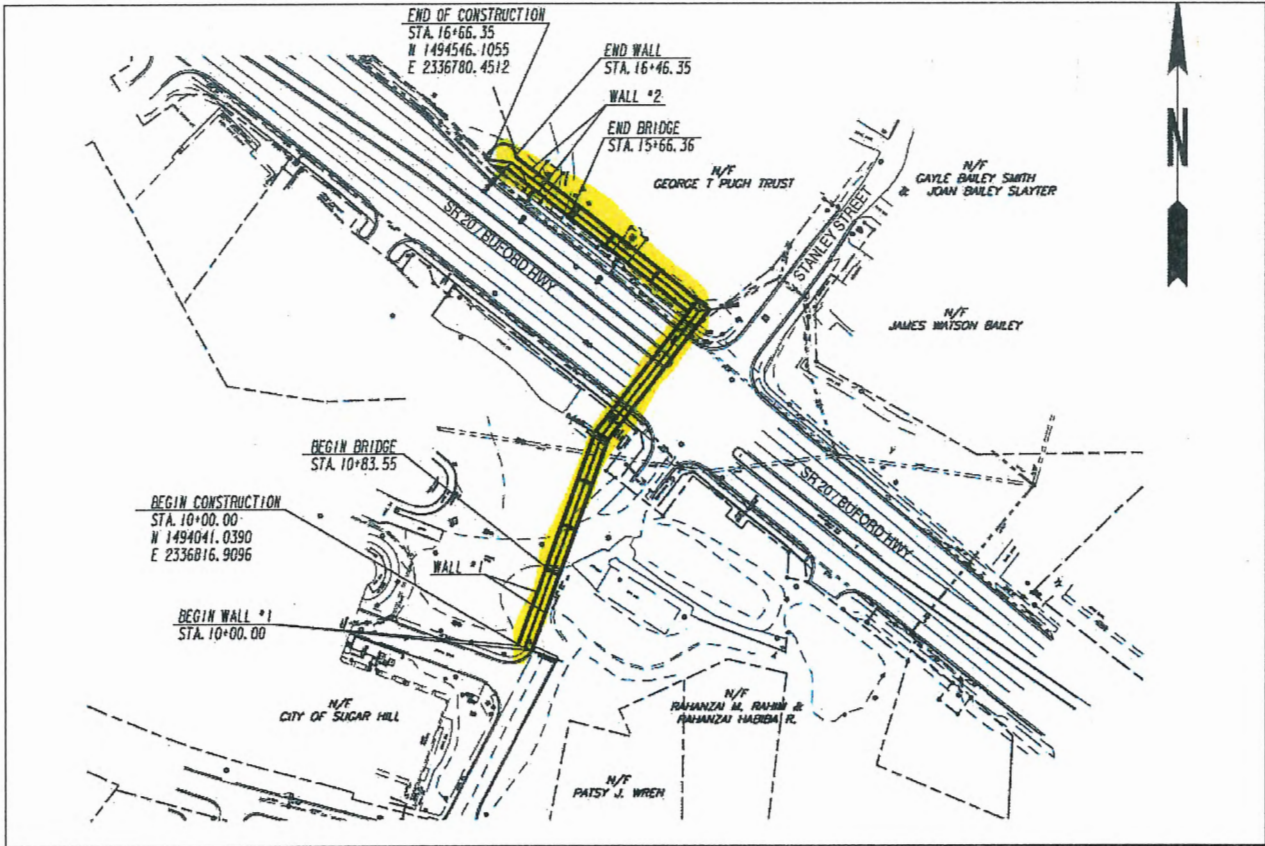 END OF CONSTRUCTION
STA. 16+66.35
N 1494546.1055
E 2336780.4512
END WALL
STA. 16+46.35
WALL #2
END BRIDGE
STA. 15+66.36
N/F
GEORGE T PUGH TRUST
N/F
GAYLE BAILEY SMITH
& JOAN BAILEY SLAYTER
N
STANLEY STREET
SR 20 / BUFORD HWY
N/F
JAMES WATSON BAILEY
BEGIN BRIDGE
STA. 10+83.55
BEGIN CONSTRUCTION
STA. 10+00.00
N 1494041.0390
E 2336816.9096
SR 20 / BUFORD HWY
WALL #1
BEGIN WALL #1
STA. 10+00.00
N/F
CITY OF SUGAR HILL
N/F
RAHANZAI M. RAHIM &
RAHANZAI HABIBA R.
N/F
PATSY J. WREN